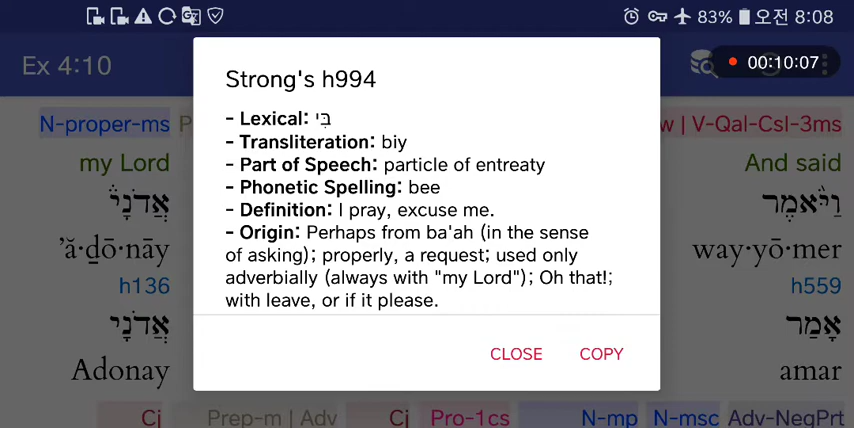 83% 오전 8:08
Ex 4:10
00:10:07
Strong's h994
- Lexical: בִּי
- Transliteration: biy
- Part of Speech: particle of entreaty
- Phonetic Spelling: bee
- Definition: I pray, excuse me.
- Origin: Perhaps from ba'ah (in the sense
of asking); properly, a request; used only
adverbially (always with "my Lord"); Oh that!;
with leave, or if it please.
CLOSE COPY
N-proper-ms P
my Lord
אֲדֹנָי֒
’ă·ḏō·nāy
h136
אֲדֹנָי
Adonay
w | V-Qal-CsI-3ms
And said
וַיֹּ֨אמֶר
way·yō·mer
h559
אָמַר
amar
Cj Prep-m | Adv Cj Pro-1cs N-mp N-msc Adv-NegPrt